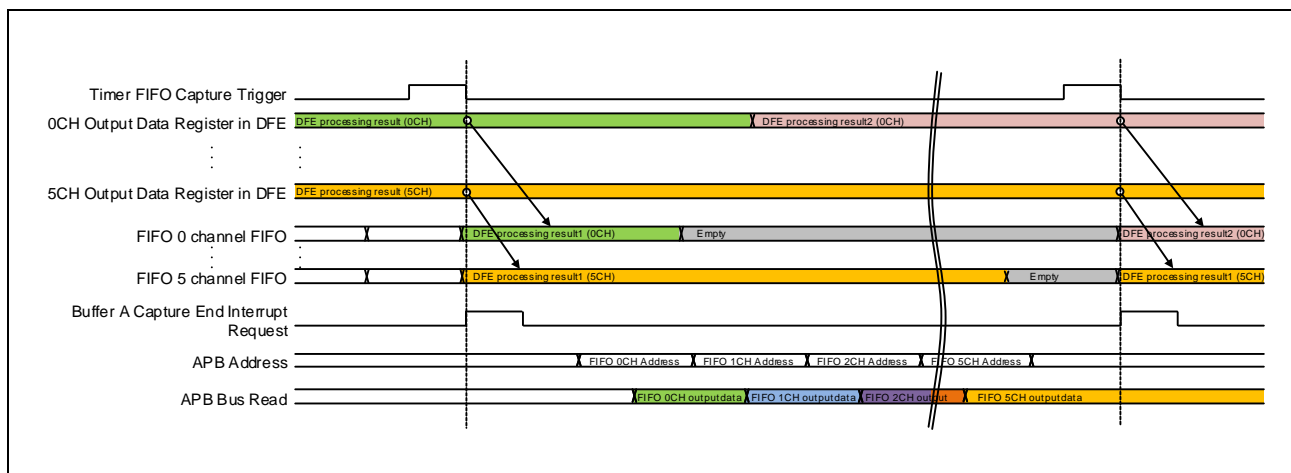 Timer FIFO Capture Trigger
0CH Output Data Register in DFE
DFE processing result (0CH)
DFE processing result2 (0CH)
5CH Output Data Register in DFE
DFE processing result (5CH)
FIFO 0 channel FIFO
DFE processing result1 (0CH)
Empty
DFE processing result2 (0CH)
FIFO 5 channel FIFO
DFE processing result1 (5CH)
Empty
DFE processing result1 (5CH)
Buffer A Capture End Interrupt
Request
APB Address
FIFO 0CH Address
FIFO 1CH Address
FIFO 2CH Address
FIFO 5CH Address
APB Bus Read
FIFO 0CH outputdata
FIFO 1CH outputdata
FIFO 2CH output
FIFO 5CH outputdata